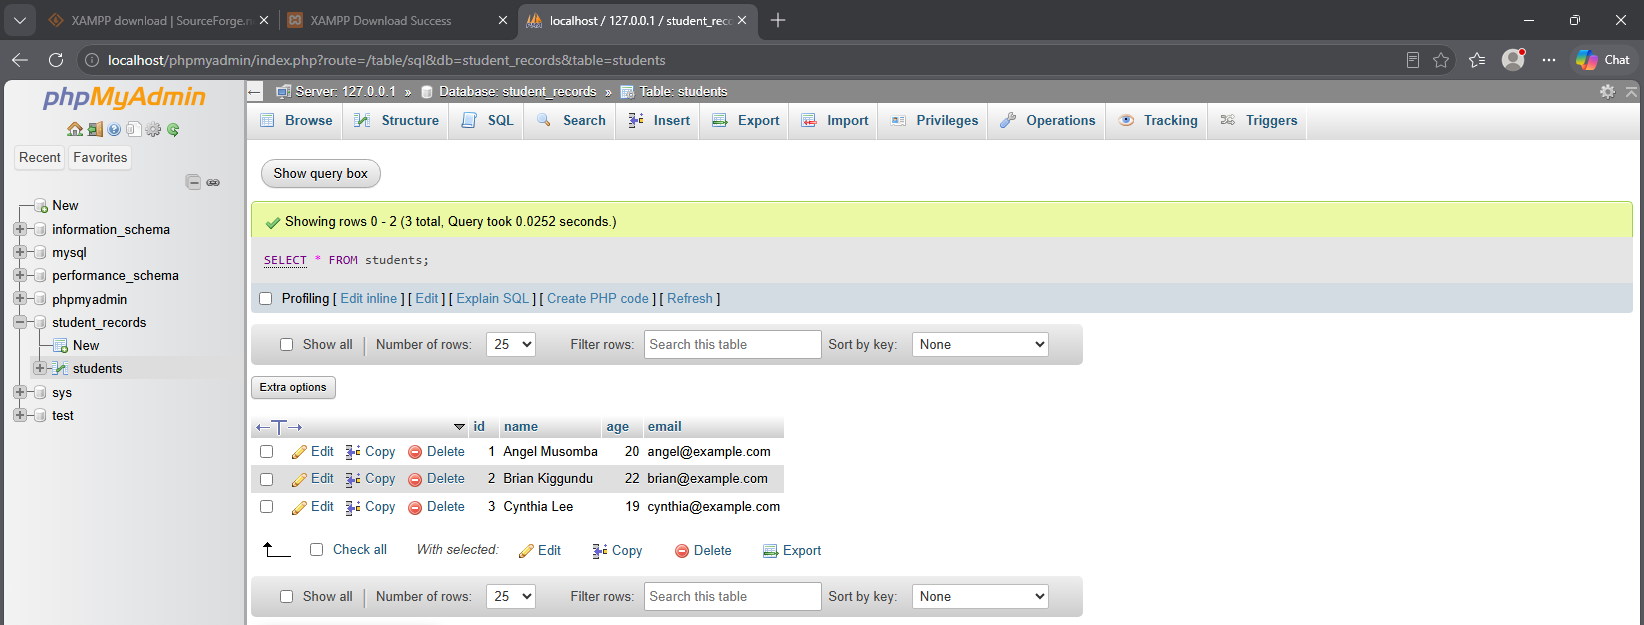 XAMPP download | SourceForge.n
XAMPP Download Success
localhost / 127.0.0.1 / student_reco
localhost/phpmyadmin/index.php?route=/table/sql&db=student_records&table=students
Chat
phpMyAdmin
Recent
Favorites
New
information_schema
mysql
performance_schema
phpmyadmin
student_records
New
students
sys
test
Server: 127.0.0.1 » Database: student_records » Table: students
Browse Structure SQL Search Insert Export Import Privileges Operations Tracking Triggers
Show query box
Showing rows 0 - 2 (3 total, Query took 0.0252 seconds.)
SELECT * FROM students;
Profiling [ Edit inline ] [ Edit ] [ Explain SQL ] [ Create PHP code ] [ Refresh ]
Show all | Number of rows: 25 Filter rows: Search this table Sort by key: None
Extra options
id name age email
Edit Copy Delete 1 Angel Musomba 20 angel@example.com
Edit Copy Delete 2 Brian Kiggundu 22 brian@example.com
Edit Copy Delete 3 Cynthia Lee 19 cynthia@example.com
Check all With selected: Edit Copy Delete Export
Show all | Number of rows: 25 Filter rows: Search this table Sort by key: None